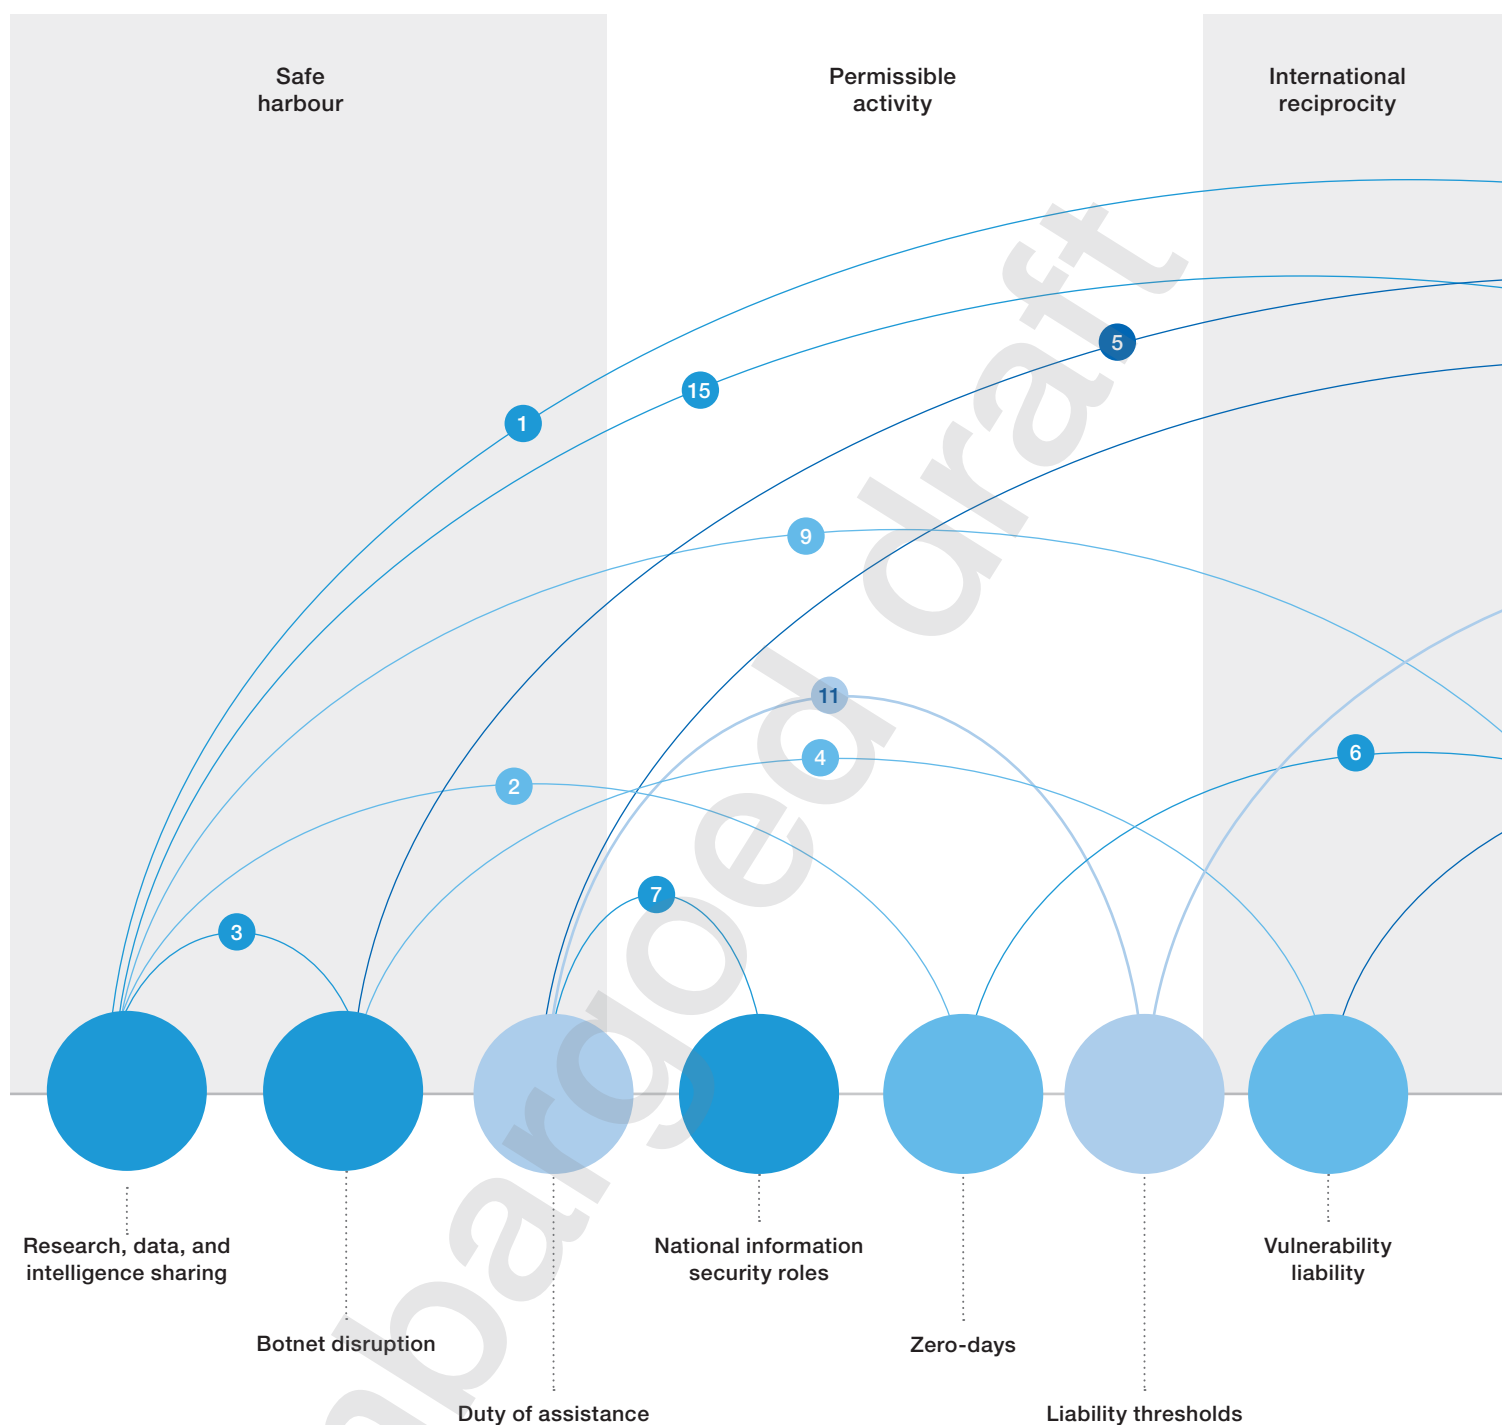 Safe
harbour
Permissible
activity
International
reciprocity
5
15
1
9
11
6
4
2
7
3
Research, data, and
intelligence sharing
National information
security roles
Vulnerability
liability
Botnet disruption
Zero-days
Duty of assistance
Liability thresholds
mbargoed draft